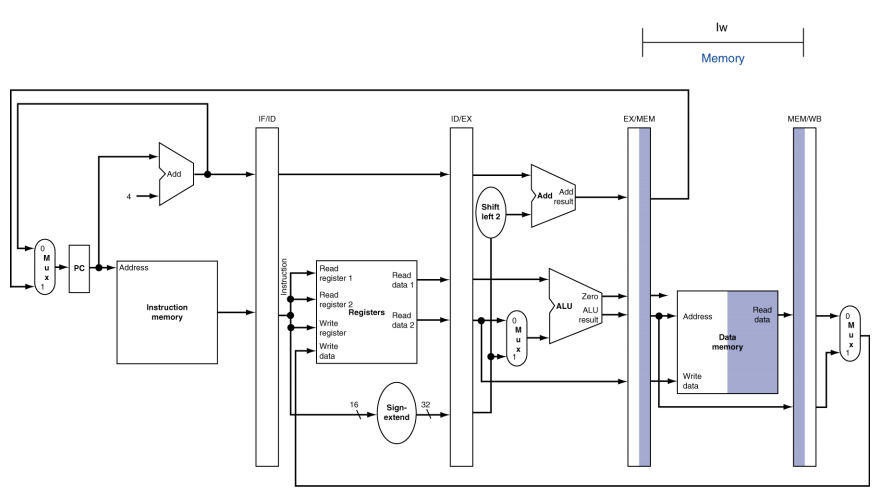 lw
Memory
IF/ID
ID/EX
EX/MEM
MEM/WB
Add
4
Add
Add
result
Shift
left 2
0
M
u
x
1
PC
Address
Instruction
memory
Instruction
Read
register 1
Read
register 2
Write
register
Write
data
Registers
Read
data 1
Read
data 2
16
Sign-
extend
32
0
M
u
x
1
ALU
Zero
ALU
result
Address
Write
data
Data
memory
Read
data
0
M
u
x
1